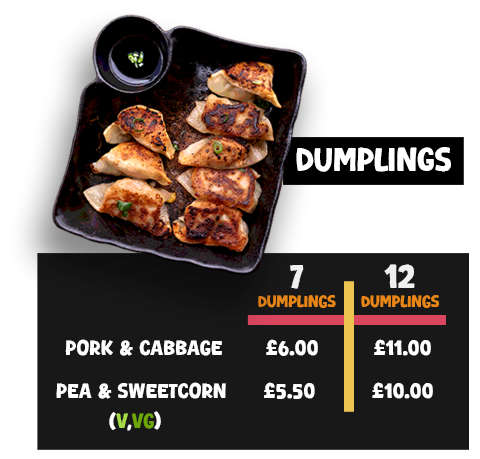 DUMPLINGS
7 12
DUMPLINGS DUMPLINGS
PORK & CABBAGE £6.00 £11.00
PEA & SWEETCORN £5.50 £10.00
(V,VG)